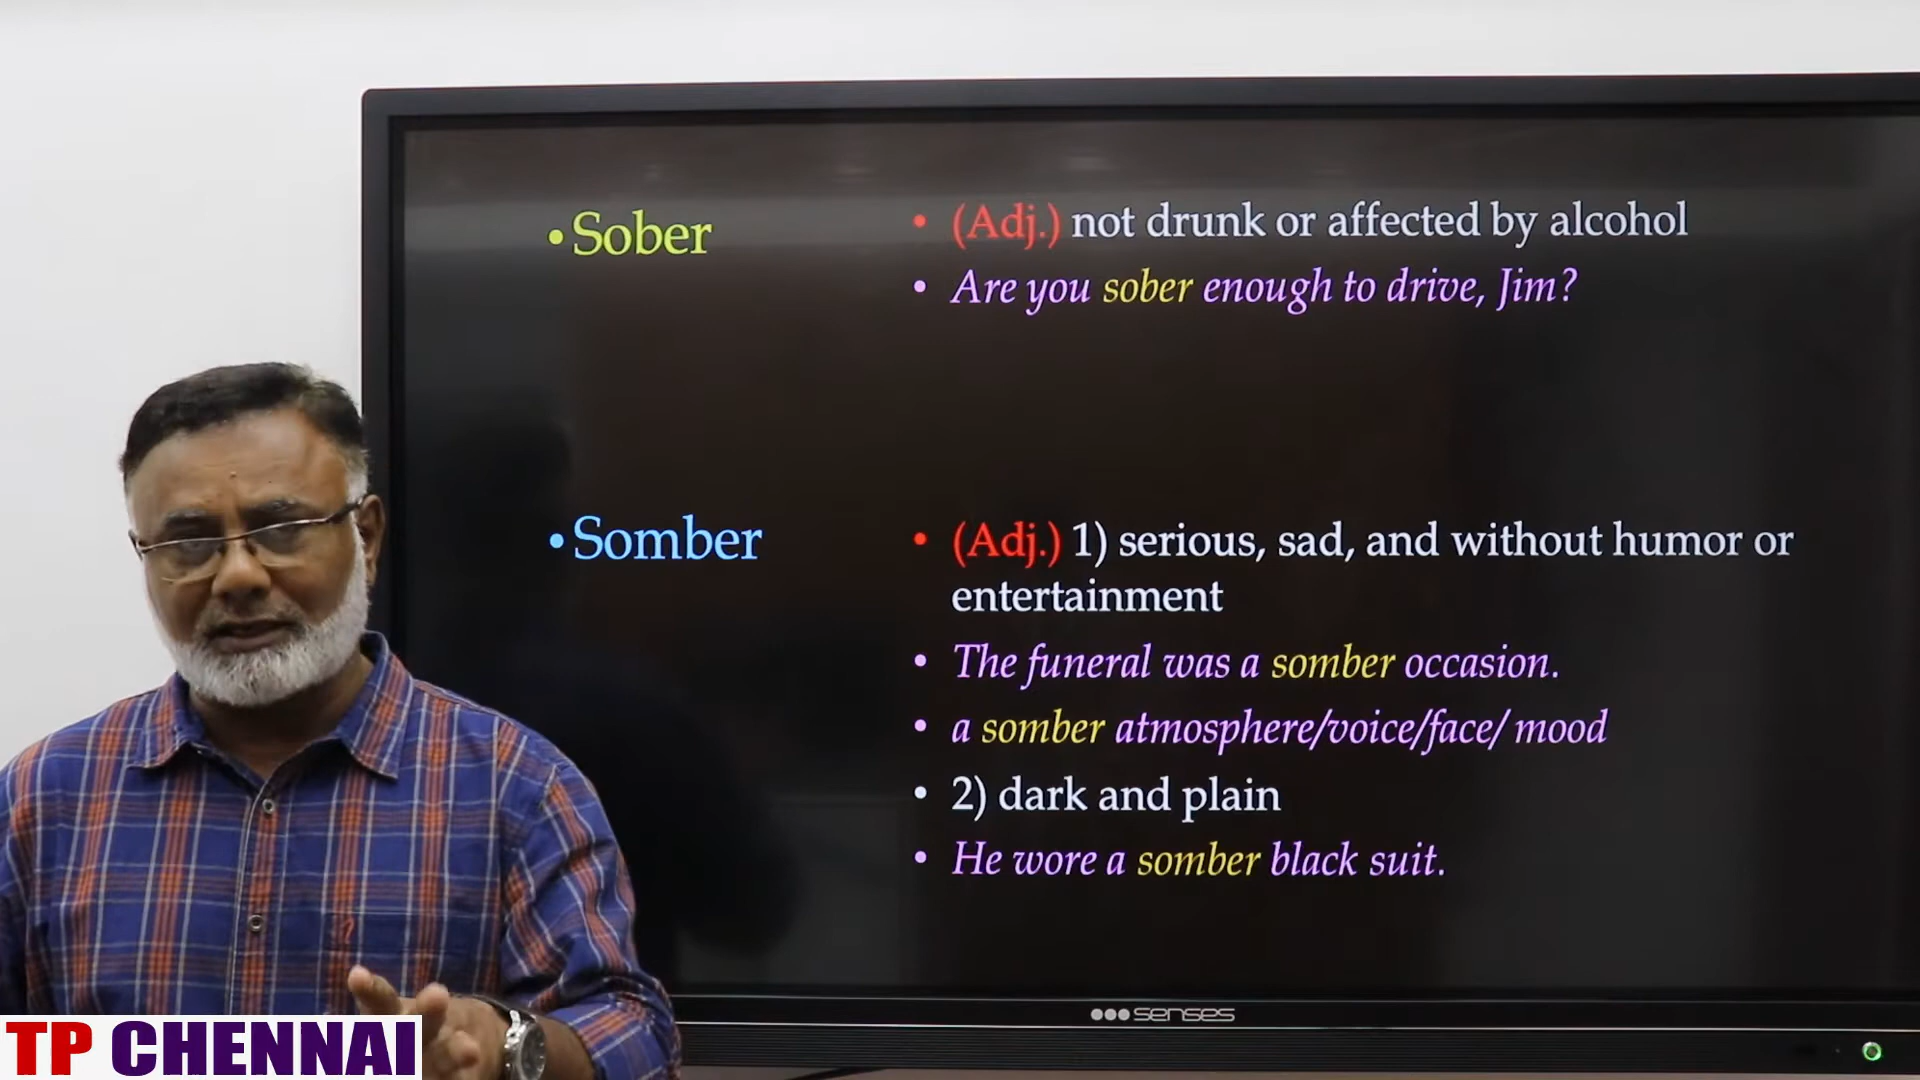 •Sober
• (Adj.) not drunk or affected by alcohol
• Are you sober enough to drive, Jim?
•Somber
• (Adj.) 1) serious, sad, and without humor or
entertainment
• The funeral was a somber occasion.
• a somber atmosphere/voice/face/ mood
• 2) dark and plain
• He wore a somber black suit.
senses
TP CHENNAI